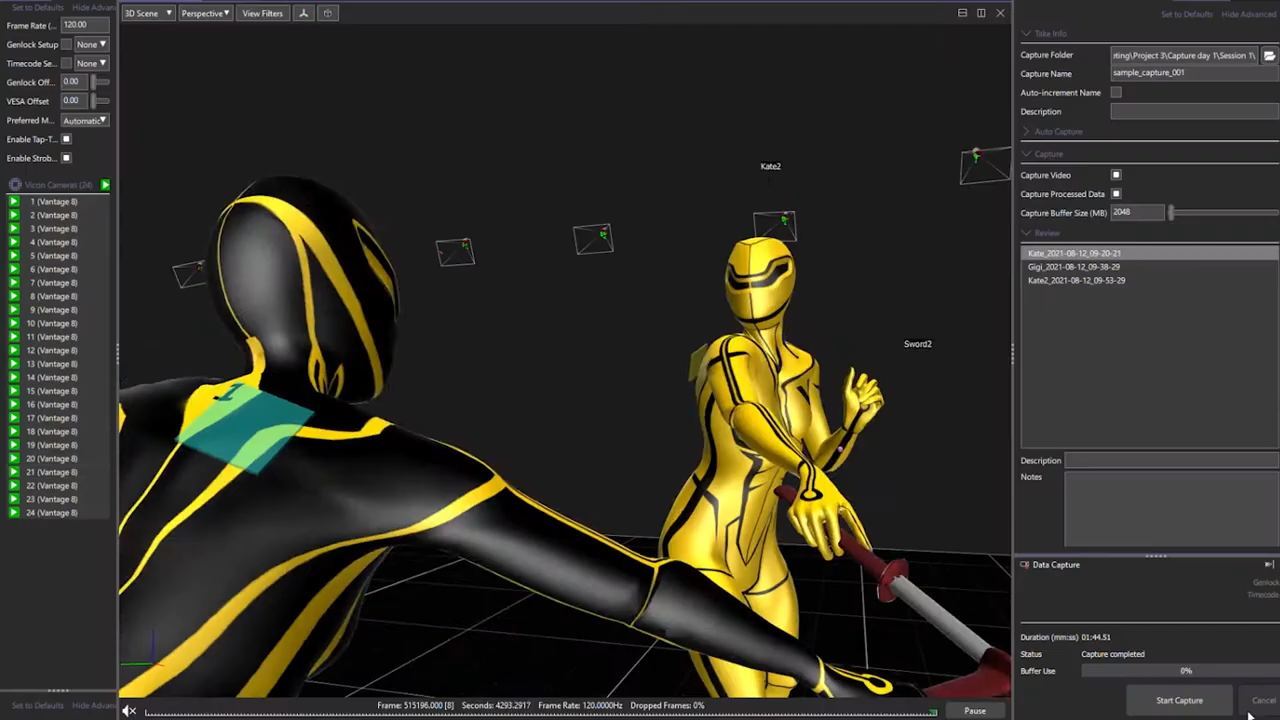 Set to Defaults Hide Advan
Frame Rate (... 120.00
Genlock Setup None
Timecode Se... None
Genlock Off... 0.00
VESA Offset 0.00
Preferred M... Automatic
Enable Tap-T...
Enable Strob...
Vicon Cameras (24)
1 (Vantage 8)
2 (Vantage 8)
3 (Vantage 8)
4 (Vantage 8)
5 (Vantage 8)
6 (Vantage 8)
7 (Vantage 8)
8 (Vantage 8)
9 (Vantage 8)
10 (Vantage 8)
11 (Vantage 8)
12 (Vantage 8)
13 (Vantage 8)
14 (Vantage 8)
15 (Vantage 8)
16 (Vantage 8)
17 (Vantage 8)
18 (Vantage 8)
19 (Vantage 8)
20 (Vantage 8)
21 (Vantage 8)
22 (Vantage 8)
23 (Vantage 8)
24 (Vantage 8)
Set to Defaults Hide Advan
3D Scene Perspective View Filters
Kate2
Sword2
1
Frame: 515196.000 [8] Seconds: 4293.2917 Frame Rate: 120.0000Hz Dropped Frames: 0%
Pause
Set to Defaults Hide Advanced
Take Info
Capture Folder rting\Project 3\Capture day 1\Session 1\
Capture Name sample_capture_001
Auto-increment Name
Description
Auto Capture
Capture
Capture Video
Capture Processed Data
Capture Buffer Size (MB) 2048
Review
Kate_2021-08-12_09-20-21
Gigi_2021-08-12_09-38-29
Kate2_2021-08-12_09-53-29
Description
Notes
Data Capture
Genlock
Timecode
Duration (mm:ss) 01:44.51
Status Capture completed
Buffer Use 0%
Start Capture Cancel